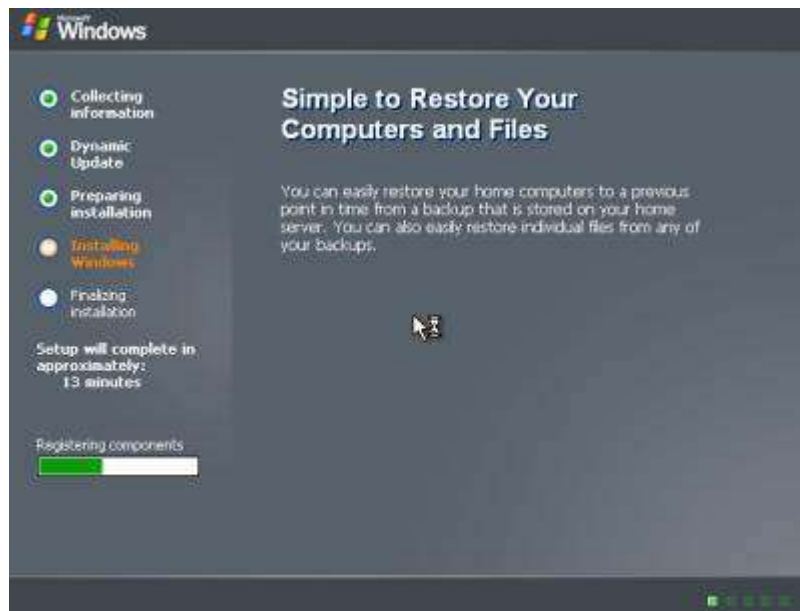 Microsoft
Windows
Collecting
information
Dynamic
Update
Preparing
installation
Installing
Windows
Finalizing
installation
Setup will complete in
approximately:
13 minutes
Registering components
Simple to Restore Your
Computers and Files
You can easily restore your home computers to a previous
point in time from a backup that is stored on your home
server. You can also easily restore individual files from any of
your backups.